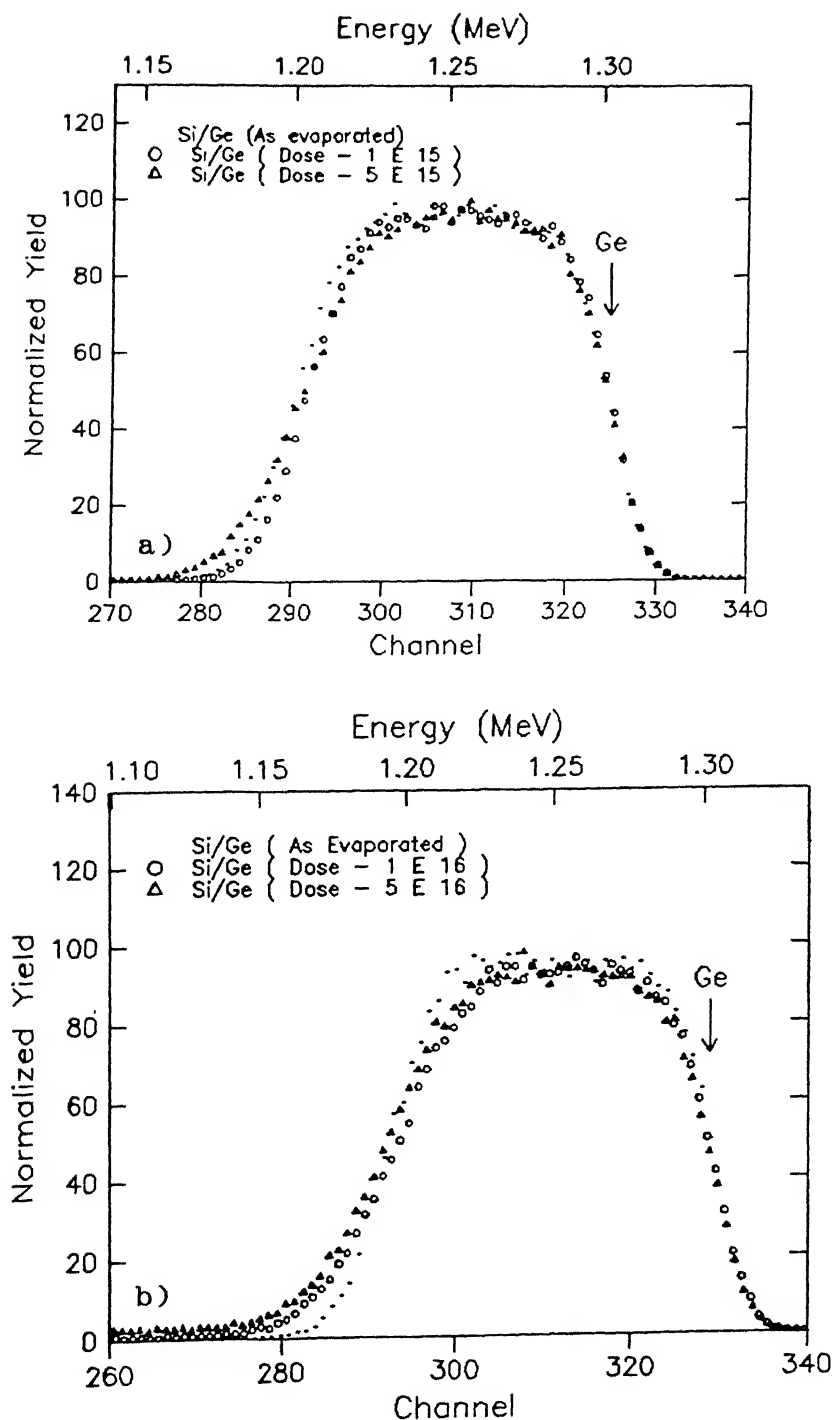 Energy (MeV)
1.15 1.20 1.25 1.30
120
Si/Ge (As evaporated)
Si/Ge ( Dose - 1 E 15 )
Si/Ge ( Dose - 5 E 15 )
100
Ge
80
Normalized Yield
60
40
20
a)
0
270 280 290 300 310 320 330 340
Channel
Energy (MeV)
1.10 1.15 1.20 1.25 1.30
140
120
Si/Ge ( As Evaporated )
Si/Ge ( Dose - 1 E 16 )
Si/Ge ( Dose - 5 E 16 )
100
Ge
80
Normalized Yield
60
40
20
b)
0
260 280 300 320 340
Channel